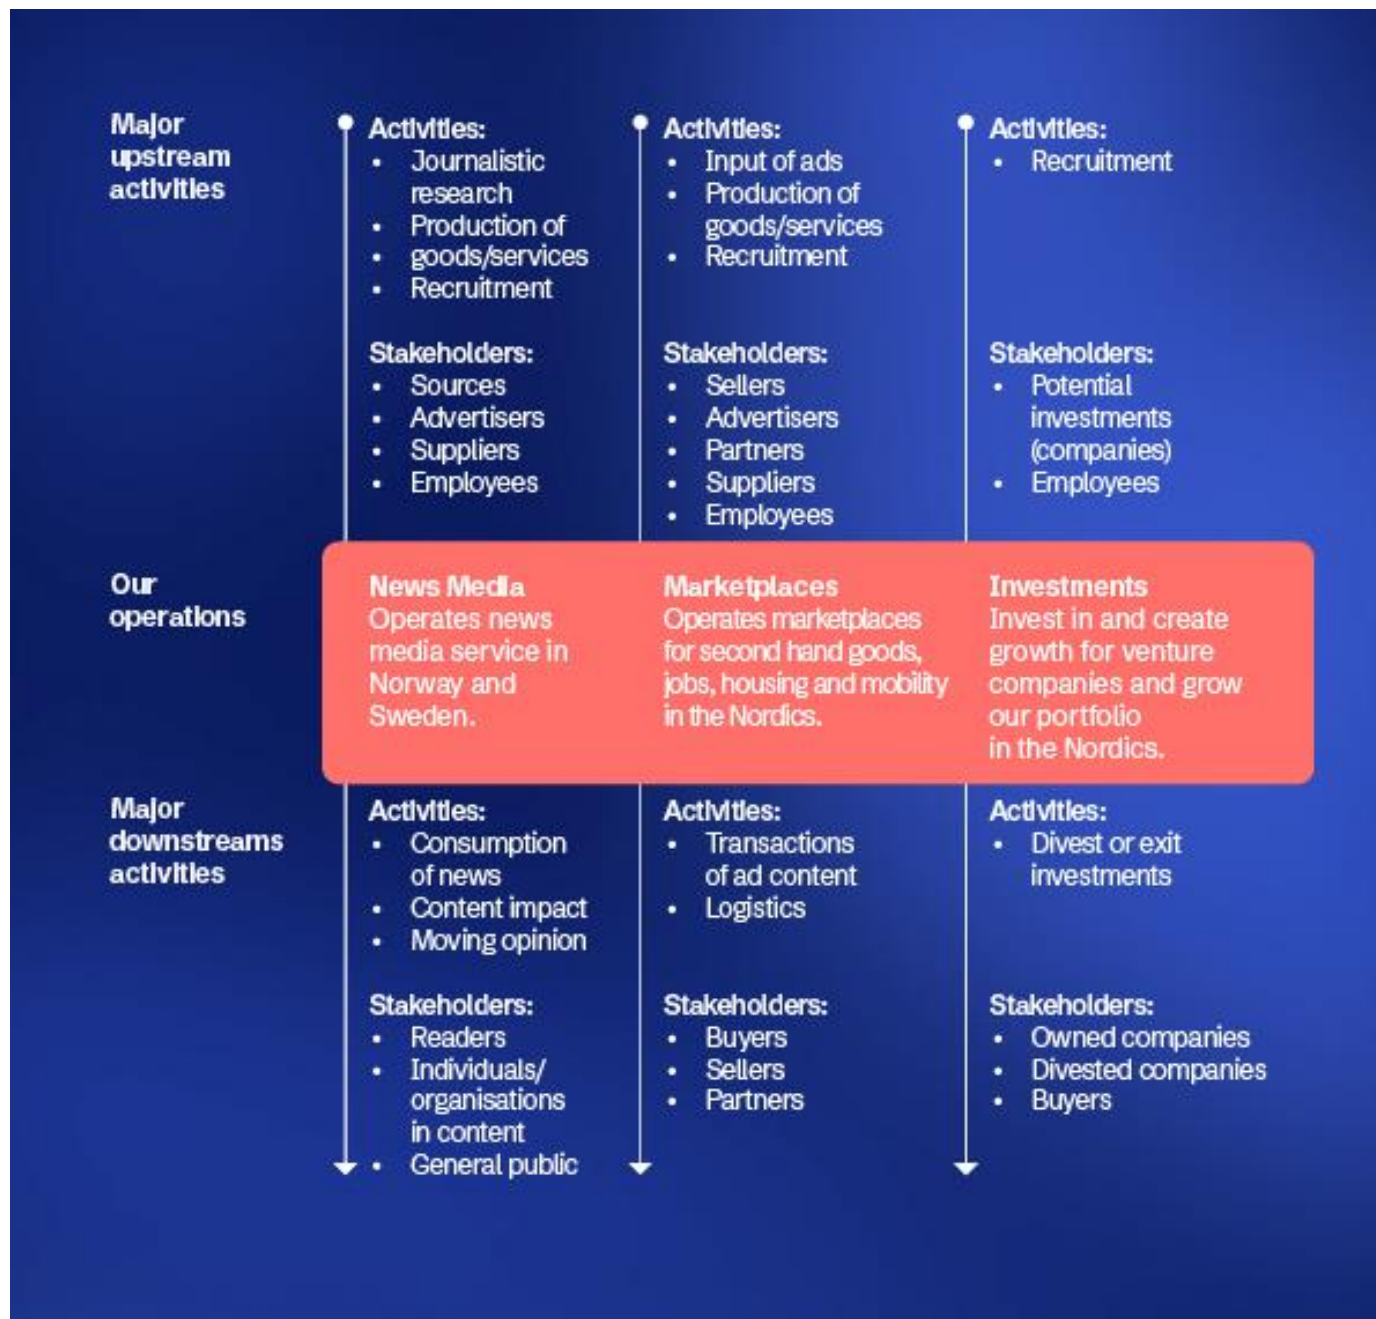 Major
upstream
activities
Activities:
• Journalistic
research
• Production of
• goods/services
• Recruitment
Stakeholders:
• Sources
• Advertisers
• Suppliers
• Employees
Activities:
• Input of ads
• Production of
goods/services
• Recruitment
Stakeholders:
• Sellers
• Advertisers
• Partners
• Suppliers
• Employees
Activities:
• Recruitment
Stakeholders:
• Potential
investments
(companies)
• Employees
Our
operations
News Media
Operates news
media service in
Norway and
Sweden.
Marketplaces
Operates marketplaces
for second hand goods,
jobs, housing and mobility
in the Nordics.
Investments
Invest in and create
growth for venture
companies and grow
our portfolio
in the Nordics.
Major
downstreams
activities
Activities:
• Consumption
of news
• Content impact
• Moving opinion
Stakeholders:
• Readers
• Individuals/
organisations
in content
• General public
Activities:
• Transactions
of ad content
• Logistics
Stakeholders:
• Buyers
• Sellers
• Partners
Activities:
• Divest or exit
investments
Stakeholders:
• Owned companies
• Divested companies
• Buyers